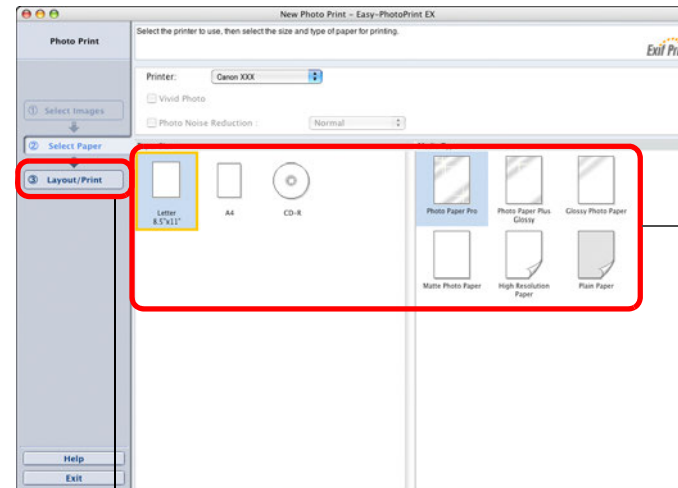 New Photo Print - Easy-PhotoPrint EX
Photo Print
Select the printer to use, then select the size and type of paper for printing.
Exif Pri
Printer:
Canon XXX
Vivid Photo
Photo Noise Reduction :
Normal
① Select Images
② Select Paper
③ Layout/Print
Letter
8.5"x11"
A4
CD-R
Photo Paper Pro
Photo Paper Plus
Glossy
Glossy Photo Paper
Matte Photo Paper
High Resolution
Paper
Plain Paper
Help
Exit